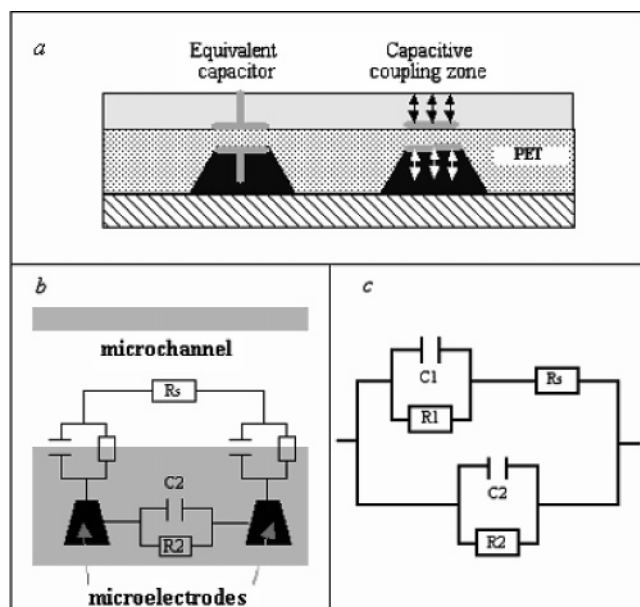 a
Equivalent
capacitor
Capacitive
coupling zone
PET
b
microchannel
Rs
C2
R2
microelectrodes
c
C1
R1
Rs
C2
R2